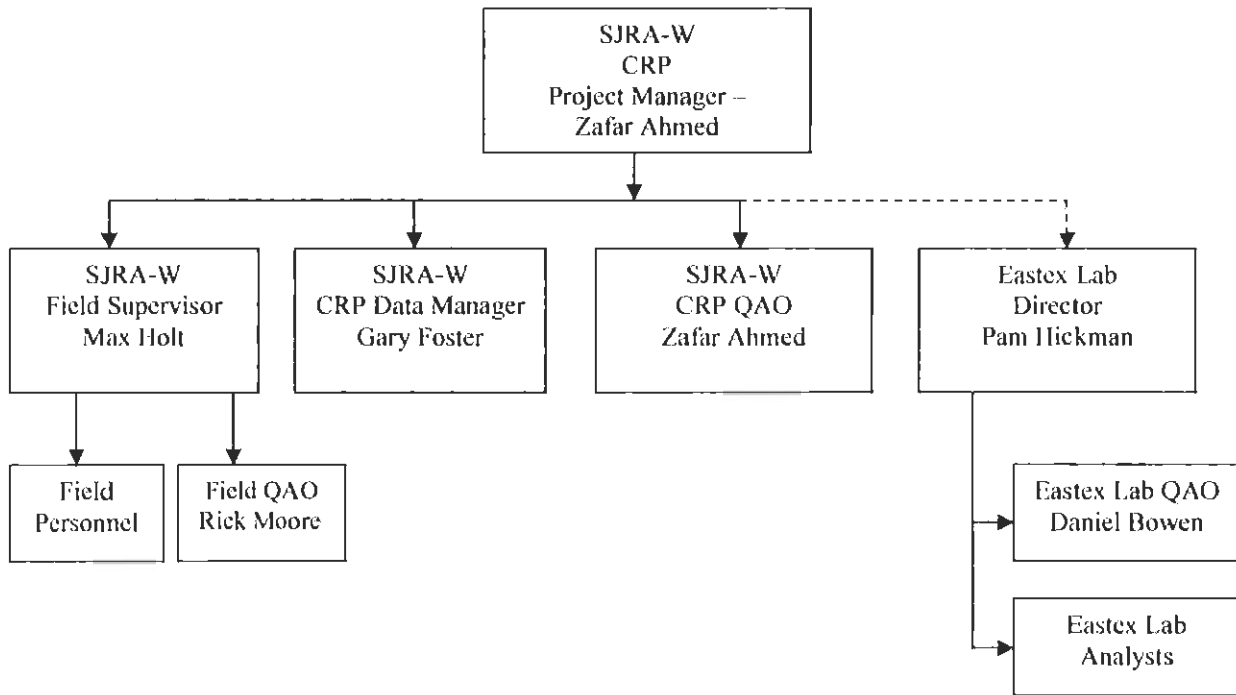 SJRA-W
CRP
Project Manager –
Zafar Ahmed
SJRA-W
Field Supervisor
Max Holt
SJRA-W
CRP Data Manager
Gary Foster
SJRA-W
CRP QAO
Zafar Ahmed
Eastex Lab
Director
Pam Hickman
Field
Personnel
Field QAO
Rick Moore
Eastex Lab QAO
Daniel Bowen
Eastex Lab
Analysts